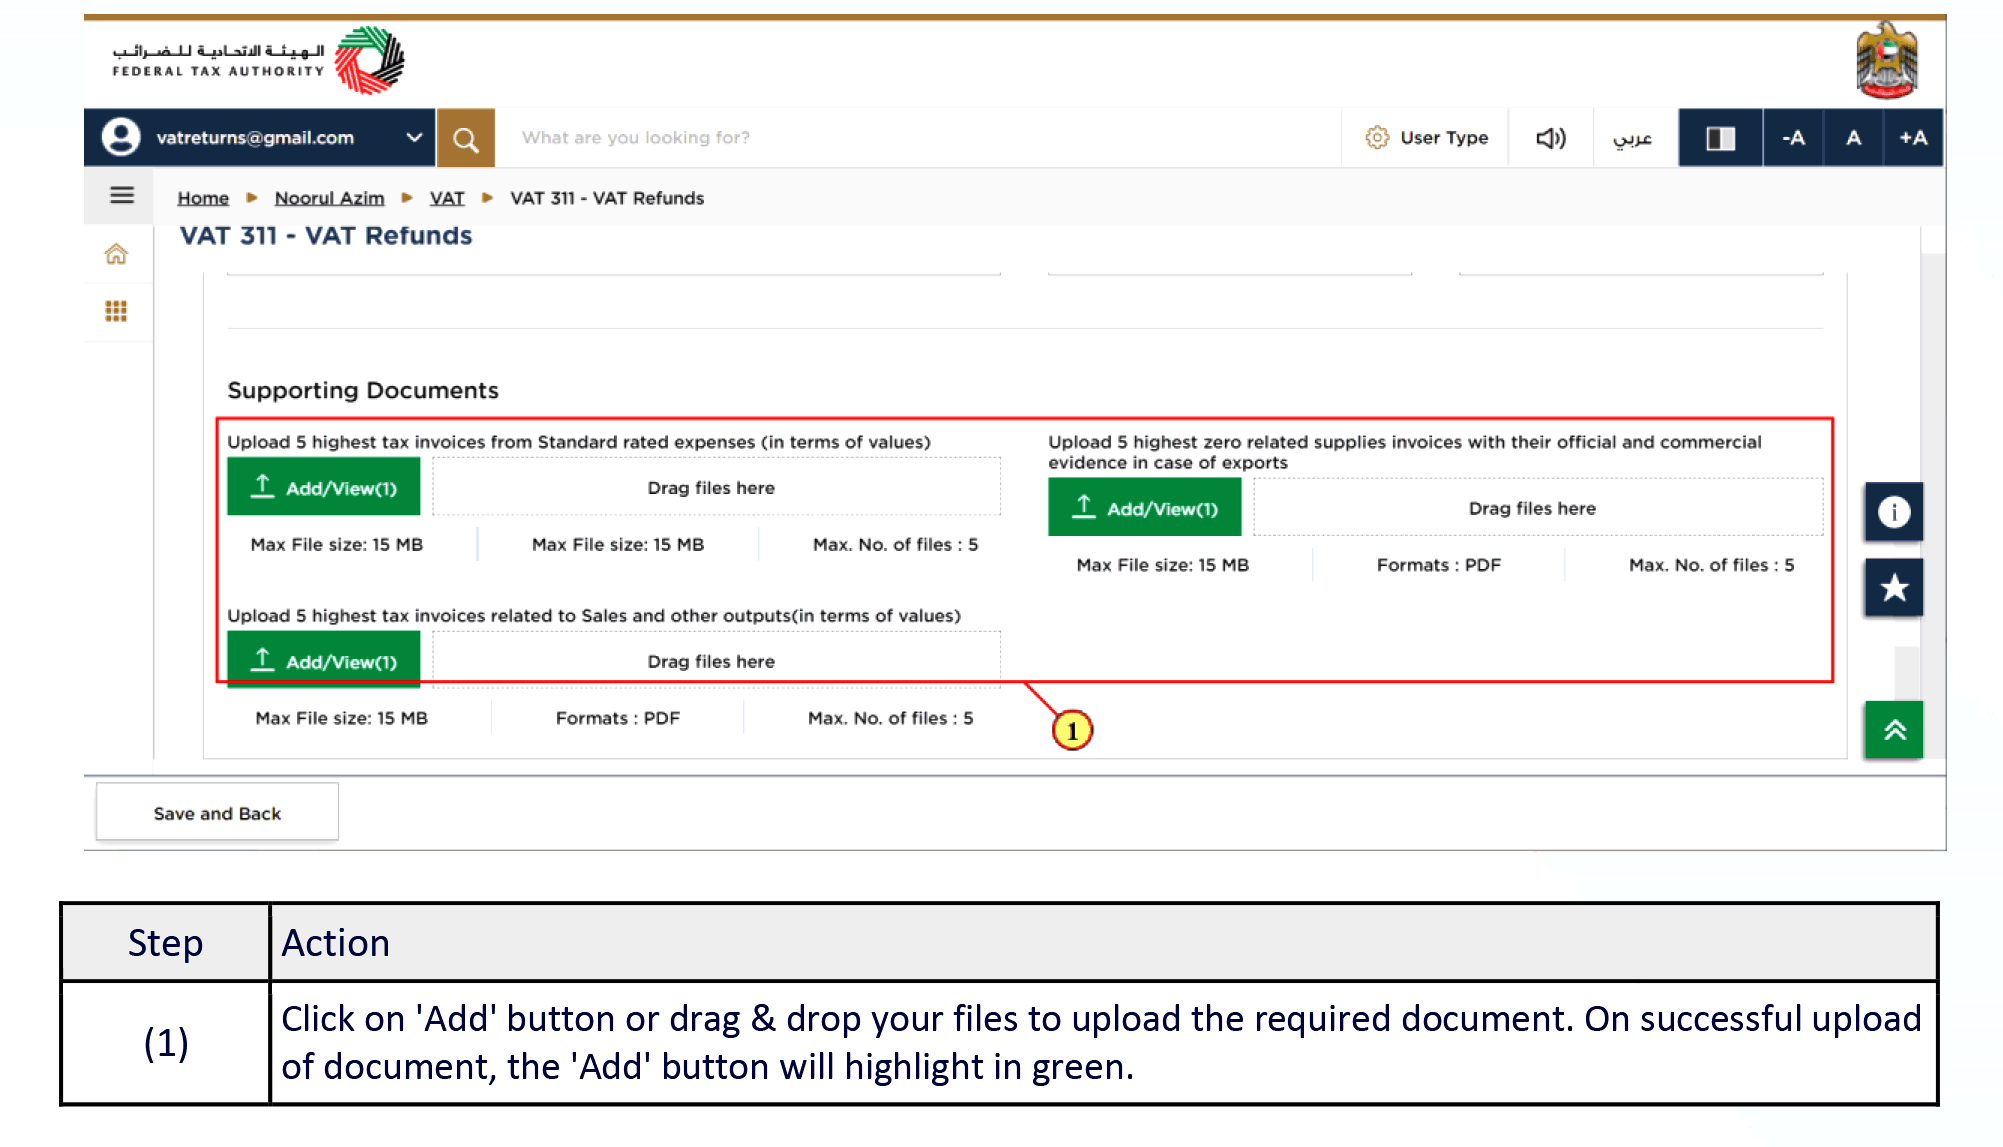 الهيئة الاتحادية للضرائب
FEDERAL TAX AUTHORITY
vatreturns@gmail.com
What are you looking for?
User Type
عربي
-A
A
+A
Home
Noorul Azim
VAT
VAT 311 - VAT Refunds
VAT 311 - VAT Refunds
Supporting Documents
Upload 5 highest tax invoices from Standard rated expenses (in terms of values)
Add/View(1)
Drag files here
Max File size: 15 MB
Max File size: 15 MB
Max. No. of files : 5
Upload 5 highest zero related supplies invoices with their official and commercial
evidence in case of exports
Add/View(1)
Drag files here
Max File size: 15 MB
Formats : PDF
Max. No. of files : 5
Upload 5 highest tax invoices related to Sales and other outputs(in terms of values)
Add/View(1)
Drag files here
Max File size: 15 MB
Formats : PDF
Max. No. of files : 5
1
Save and Back
Step
Action
(1)
Click on 'Add' button or drag & drop your files to upload the required document. On successful upload
of document, the 'Add' button will highlight in green.